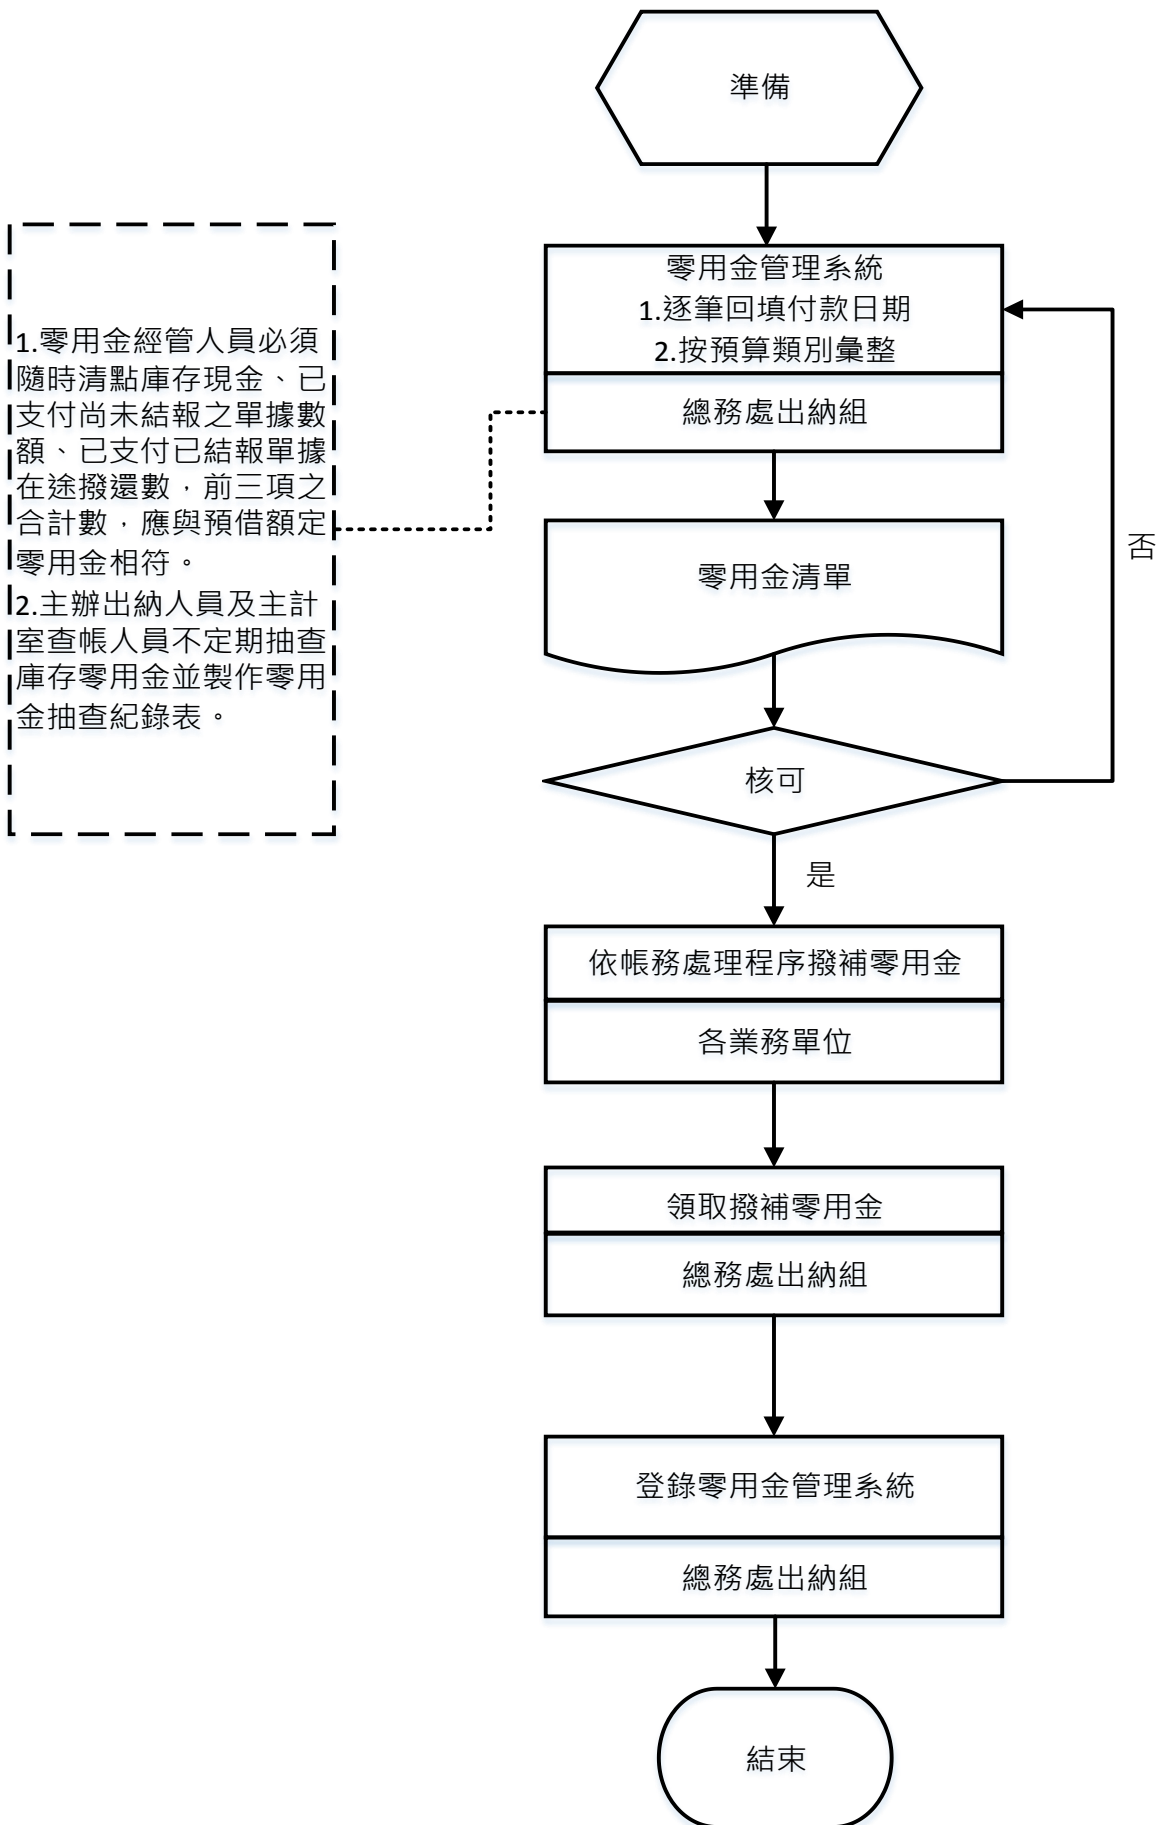 準備
零用金管理系統
1.逐筆回填付款日期
2.按預算類別彙整
總務處出納組
1.零用金經管人員必須
隨時清點庫存現金、已
支付尚未結報之單據數
額、已支付已結報單據
在途撥還數，前三項之
合計數，應與預借額定
零用金相符。
2.主辦出納人員及主計
室查帳人員不定期抽查
庫存零用金並製作零用
金抽查紀錄表。
零用金清單
否
核可
是
依帳務處理程序撥補零用金
各業務單位
領取撥補零用金
總務處出納組
登錄零用金管理系統
總務處出納組
結束